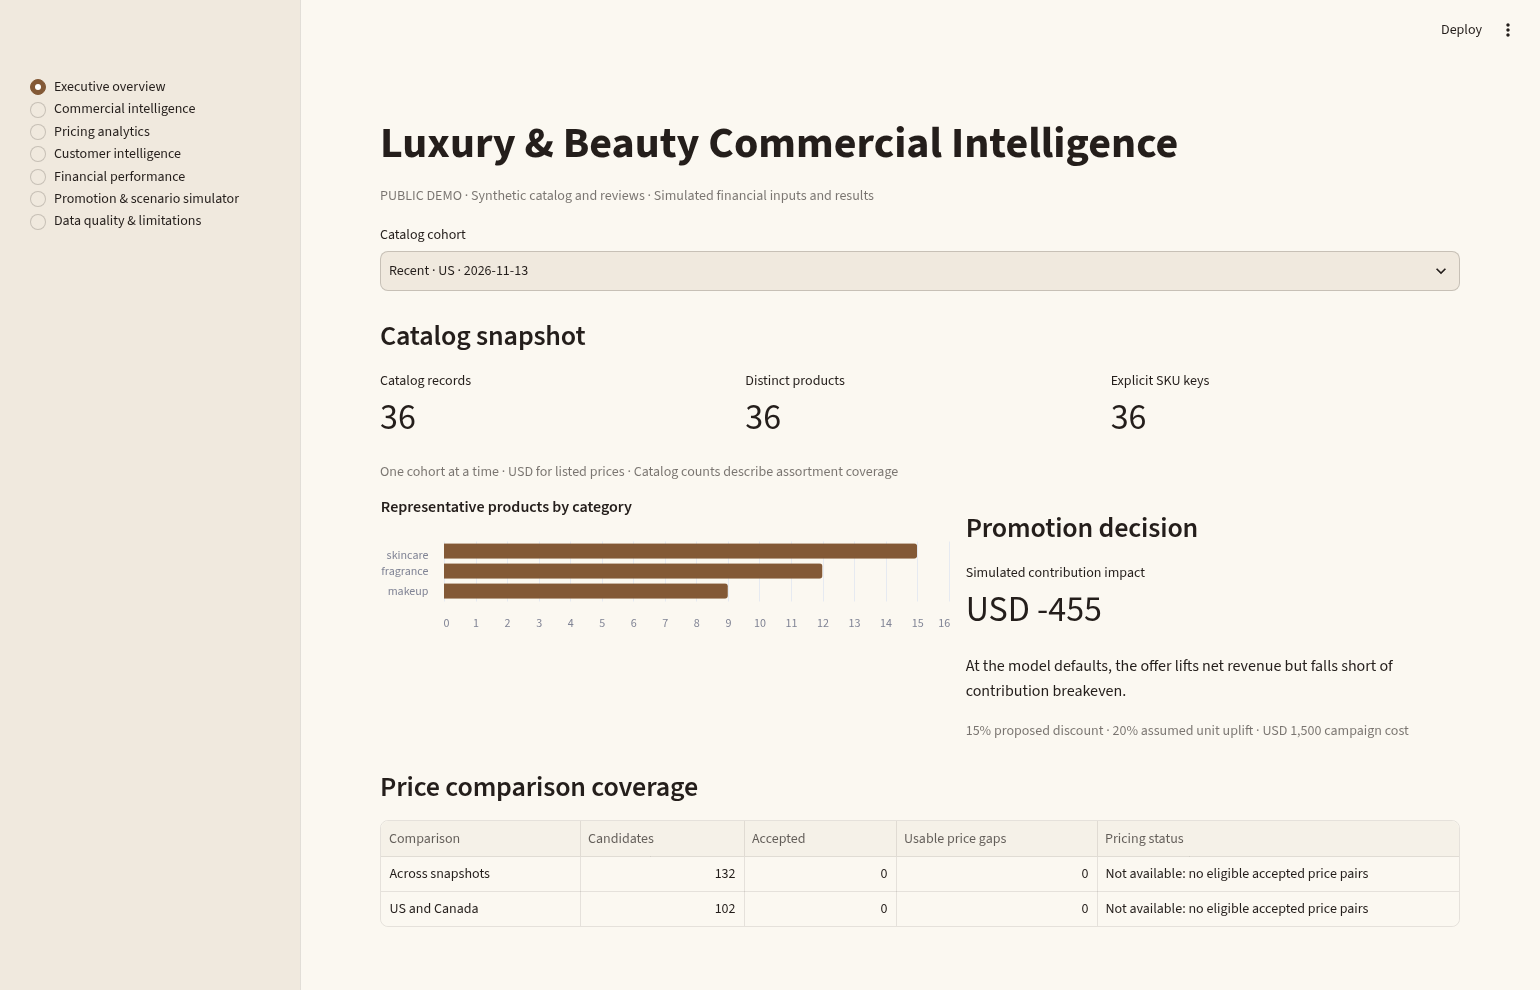 Deploy
Executive overview
Commercial intelligence
Pricing analytics
Customer intelligence
Financial performance
Promotion & scenario simulator
Data quality & limitations
Luxury & Beauty Commercial Intelligence
PUBLIC DEMO · Synthetic catalog and reviews · Simulated financial inputs and results
Catalog cohort
Recent · US · 2026-11-13
Catalog snapshot
Catalog records Distinct products Explicit SKU keys
36 36 36
One cohort at a time · USD for listed prices · Catalog counts describe assortment coverage
Representative products by category
skincare
fragrance
makeup
0 1 2 3 4 5 6 7 8 9 10 11 12 13 14 15 16
Promotion decision
Simulated contribution impact
USD -455
At the model defaults, the offer lifts net revenue but falls short of
contribution breakeven.
15% proposed discount · 20% assumed unit uplift · USD 1,500 campaign cost
Price comparison coverage
Comparison Candidates Accepted Usable price gaps Pricing status
Across snapshots 132 0 0 Not available: no eligible accepted price pairs
US and Canada 102 0 0 Not available: no eligible accepted price pairs